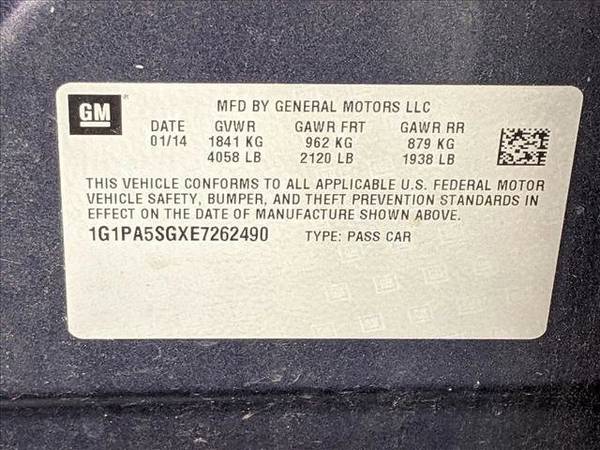 GM
MFD BY GENERAL MOTORS LLC
DATE GVWR GAWR FRT GAWR RR
01/14 1841 KG 962 KG 879 KG
4058 LB 2120 LB 1938 LB
THIS VEHICLE CONFORMS TO ALL APPLICABLE U.S. FEDERAL MOTOR
VEHICLE SAFETY, BUMPER, AND THEFT PREVENTION STANDARDS IN
EFFECT ON THE DATE OF MANUFACTURE SHOWN ABOVE.
1G1PA5SGXE7262490 TYPE: PASS CAR